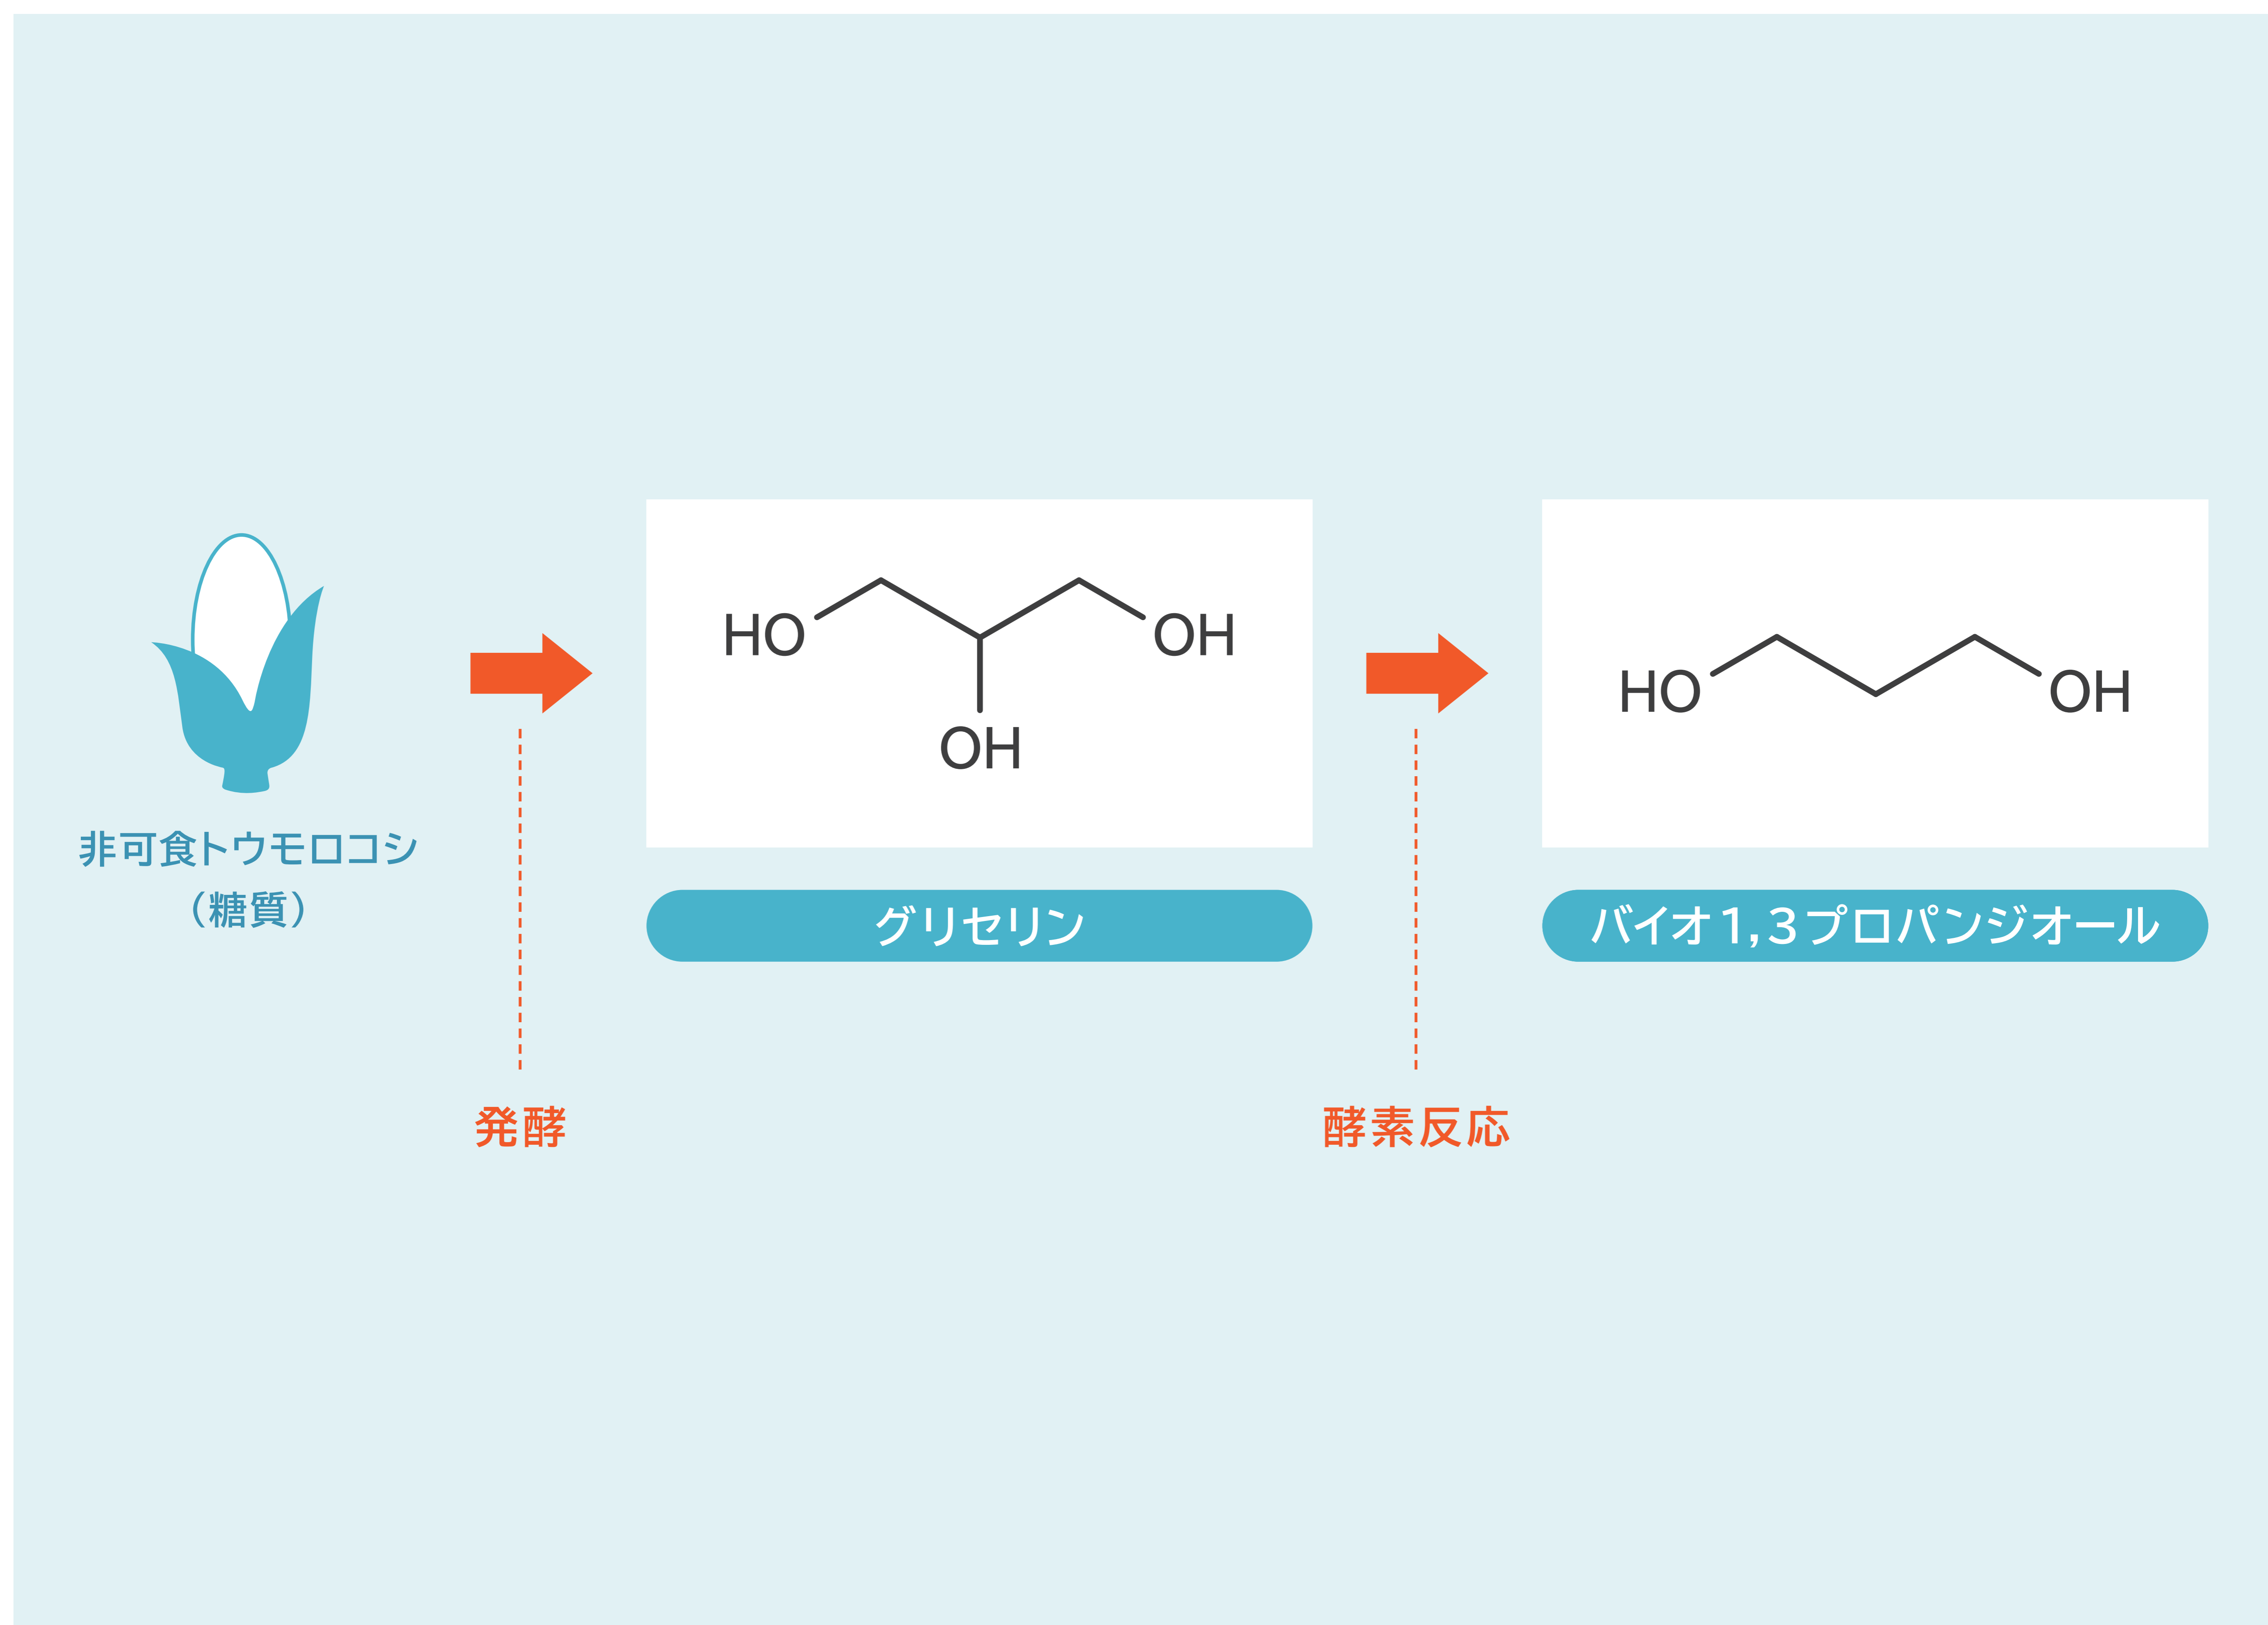 非可食トウモロコシ
（糖質）
発酵
HO
OH
OH
グリセリン
酵素反応
HO
OH
バイオ1,3プロパンジオール